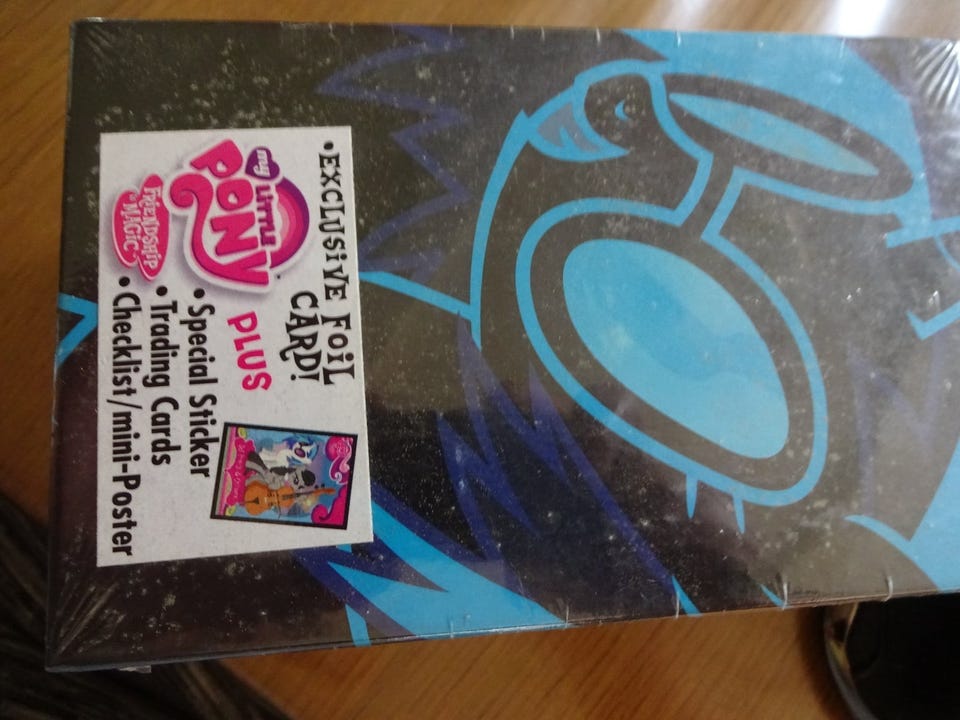 •EXCLUSIVE FOIL
CARD!
PLUS
my LITTLE
PONY
FRIENDSHIP
is MAGIC
•Special Sticker
•Trading Cards
•Checklist/mini-Poster